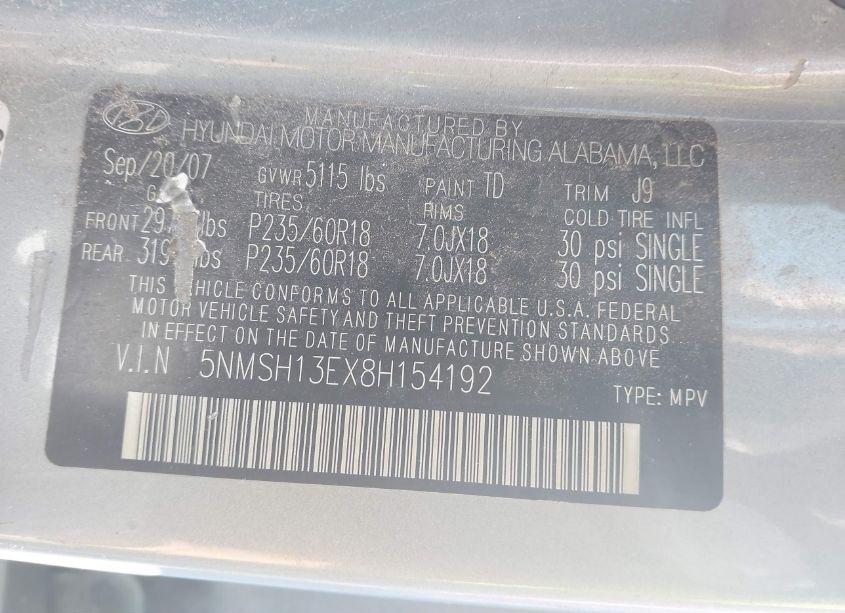 MANUFACTURED BY
HYUNDAI MOTOR MANUFACTURING ALABAMA, LLC
Sep/20/07 GVWR 5115 lbs PAINT TD TRIM J9
TIRES RIMS COLD TIRE INFL
FRONT lbs P235/60R18 7.0JX18 30 psi SINGLE
REAR lbs P235/60R18 7.0JX18 30 psi SINGLE
THIS VEHICLE CONFORMS TO ALL APPLICABLE U.S.A. FEDERAL
MOTOR VEHICLE SAFETY AND THEFT PREVENTION STANDARDS
IN EFFECT ON THE DATE OF MANUFACTURE SHOWN ABOVE
V.I.N 5NMSH13EX8H154192
TYPE: MPV